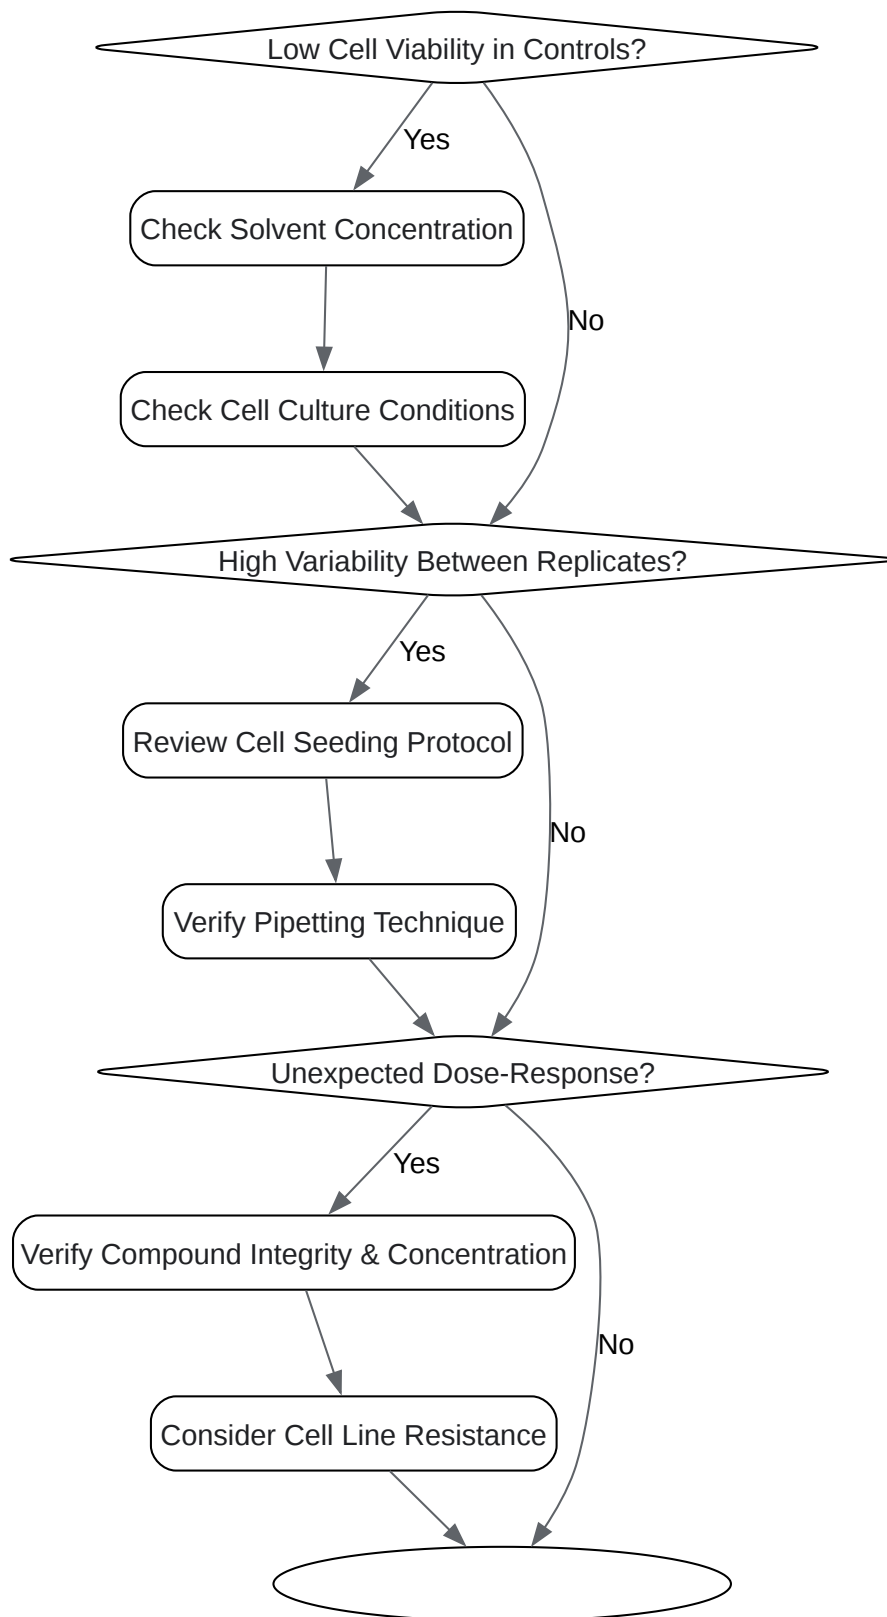 Low Cell Viability in Controls?
Yes
Check Solvent Concentration
No
Check Cell Culture Conditions
High Variability Between Replicates?
Yes
Review Cell Seeding Protocol
No
Verify Pipetting Technique
Unexpected Dose-Response?
Yes
Verify Compound Integrity & Concentration
No
Consider Cell Line Resistance